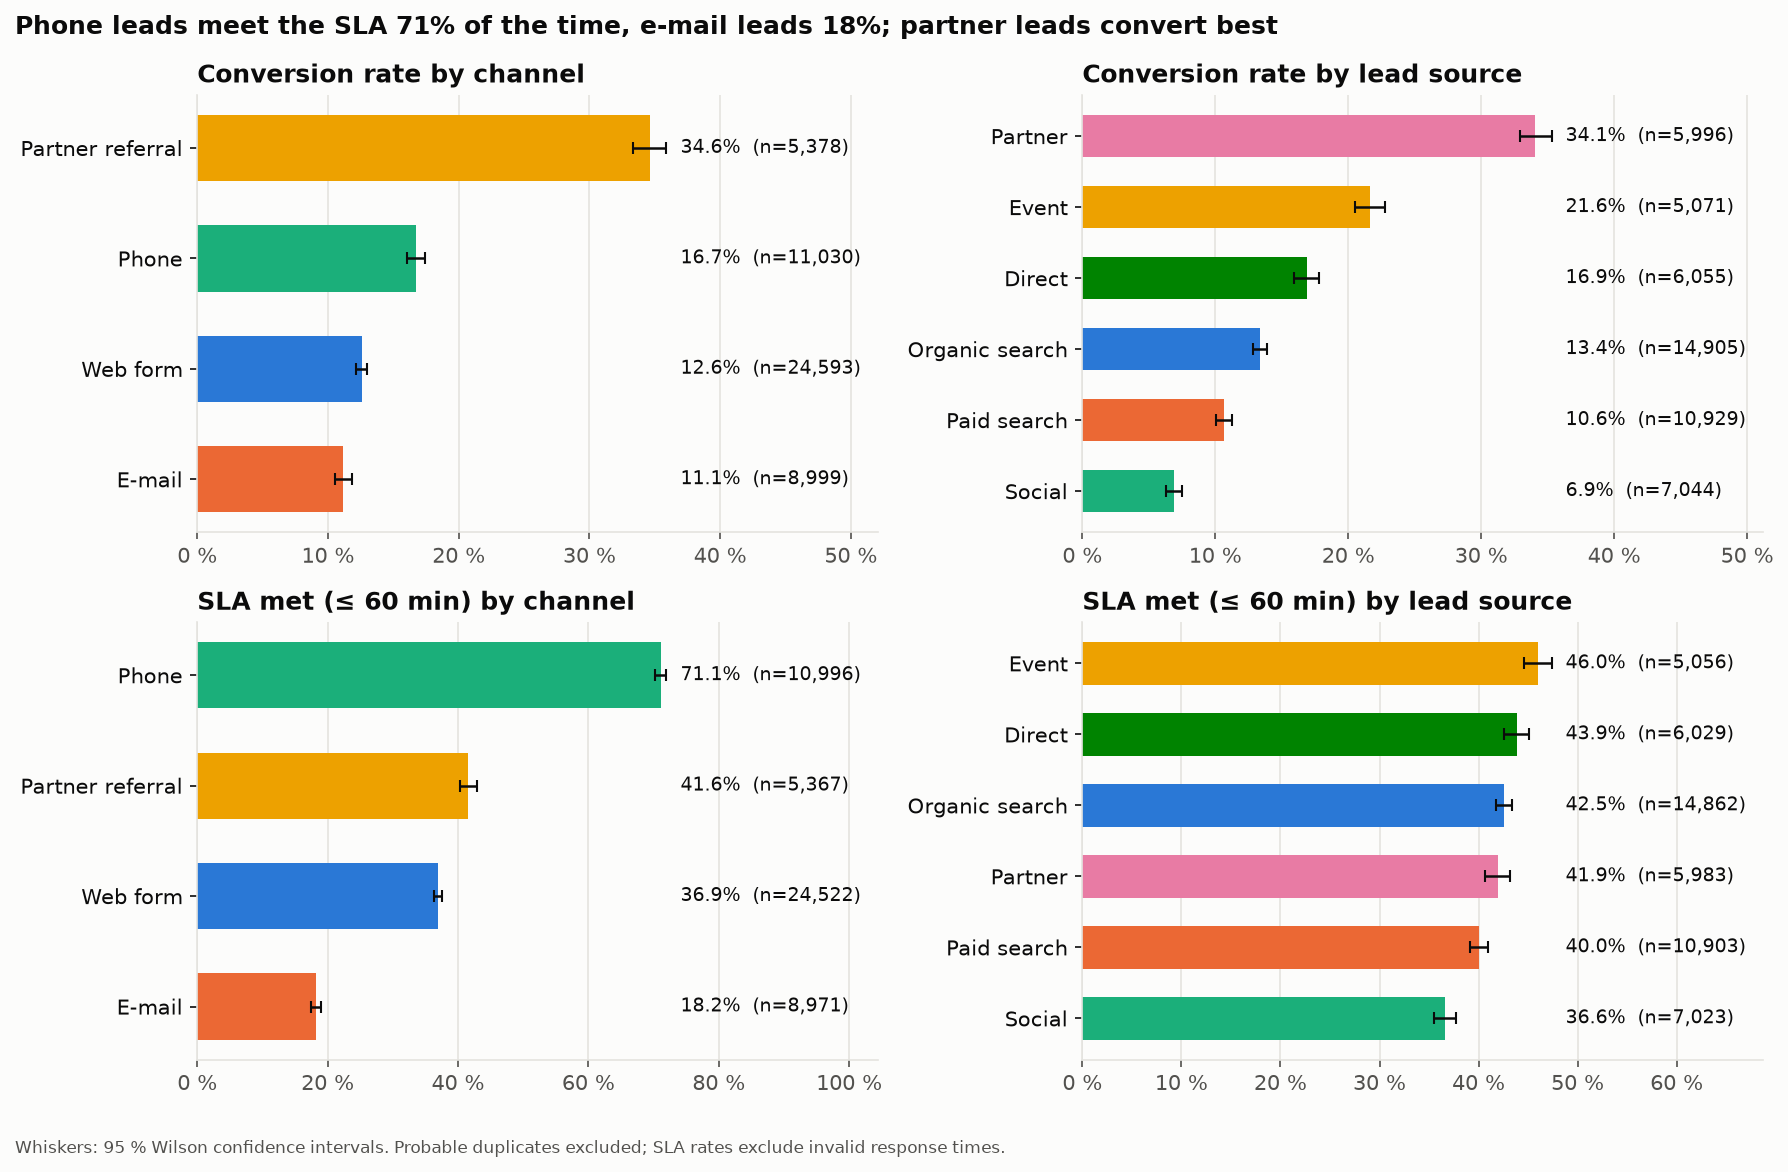 Phone leads meet the SLA 71% of the time, e-mail leads 18%; partner leads convert best
Conversion rate by channel
Partner referral 34.6% (n=5,378)
Phone 16.7% (n=11,030)
Web form 12.6% (n=24,593)
E-mail 11.1% (n=8,999)
0 % 10 % 20 % 30 % 40 % 50 %
Conversion rate by lead source
Partner 34.1% (n=5,996)
Event 21.6% (n=5,071)
Direct 16.9% (n=6,055)
Organic search 13.4% (n=14,905)
Paid search 10.6% (n=10,929)
Social 6.9% (n=7,044)
0 % 10 % 20 % 30 % 40 % 50 %
SLA met (≤ 60 min) by channel
Phone 71.1% (n=10,996)
Partner referral 41.6% (n=5,367)
Web form 36.9% (n=24,522)
E-mail 18.2% (n=8,971)
0 % 20 % 40 % 60 % 80 % 100 %
SLA met (≤ 60 min) by lead source
Event 46.0% (n=5,056)
Direct 43.9% (n=6,029)
Organic search 42.5% (n=14,862)
Partner 41.9% (n=5,983)
Paid search 40.0% (n=10,903)
Social 36.6% (n=7,023)
0 % 10 % 20 % 30 % 40 % 50 % 60 %
Whiskers: 95 % Wilson confidence intervals. Probable duplicates excluded; SLA rates exclude invalid response times.